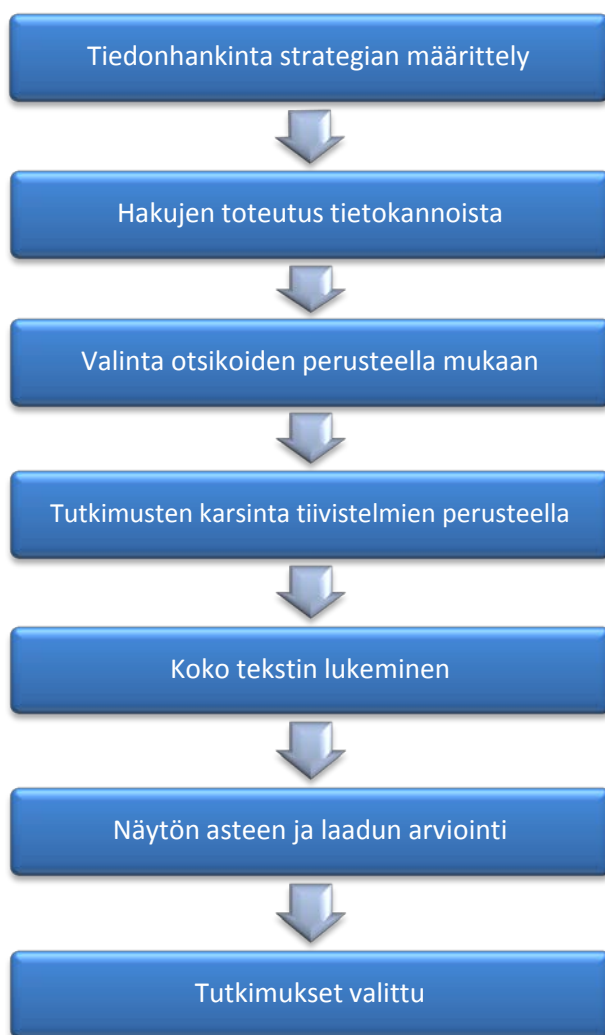 Tiedonhankinta strategian määrittely
Hakujen toteutus tietokannoista
Valinta otsikoiden perusteella mukaan
Tutkimusten karsinta tiivistelmien perusteella
Koko tekstin lukeminen
Näytön asteen ja laadun arviointi
Tutkimukset valittu